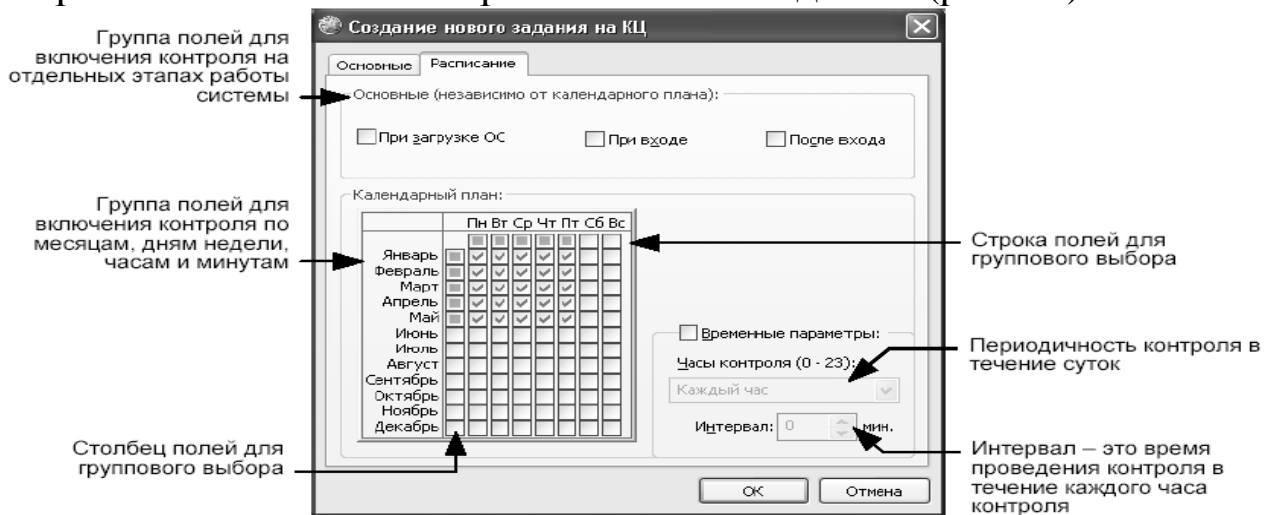 Группа полей для
включения контроля на
отдельных этапах работы
системы
Создание нового задания на КЦ
Основные Расписание
Основные (независимо от календарного плана):
При загрузке ОС При входе После входа
Группа полей для
включения контроля по
месяцам, дням недели,
часам и минутам
Календарный план:
Пн Вт Ср Чт Пт Сб Вс
Январь
Февраль
Март
Апрель
Май
Июнь
Июль
Август
Сентябрь
Октябрь
Ноябрь
Декабрь
Строка полей для
группового выбора
Временные параметры:
Часы контроля (0 - 23):
Каждый час
Интервал: 0 мин.
Периодичность контроля в
течение суток
Столбец полей для
группового выбора
Интервал – это время
проведения контроля в
течение каждого часа
контроля
ОК Отмена